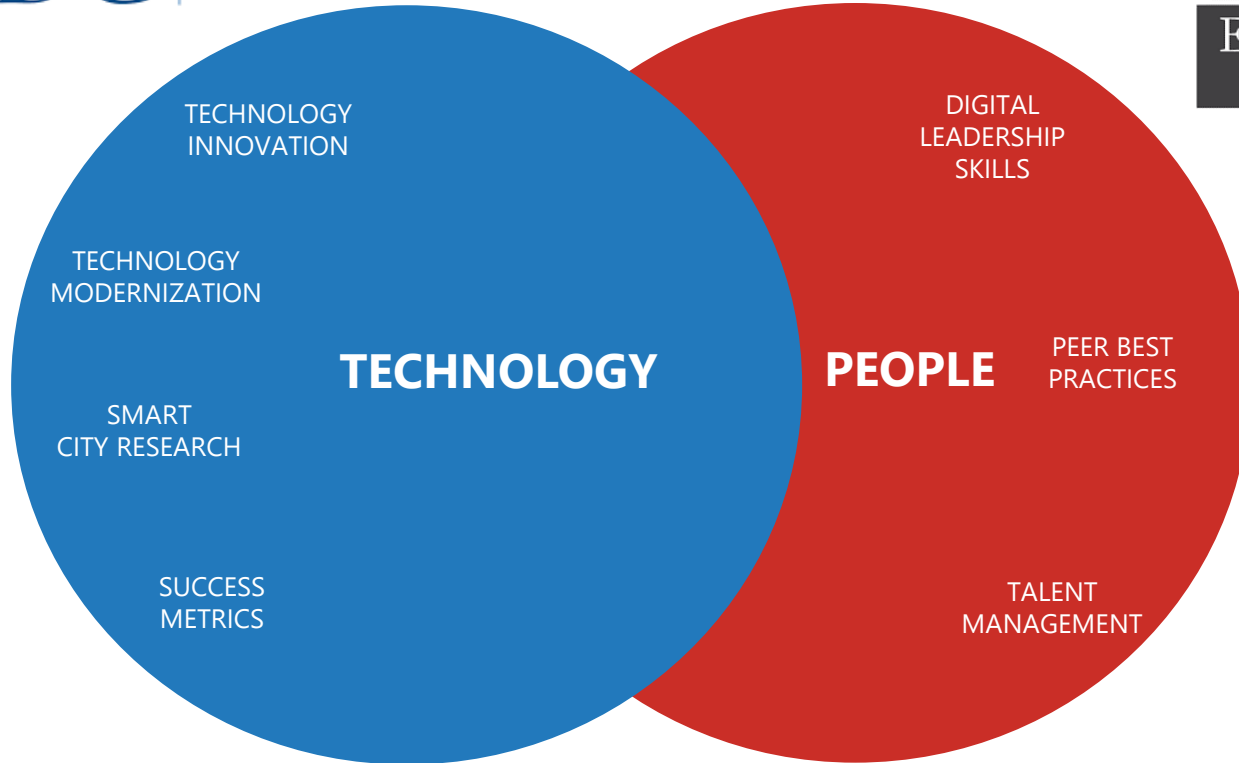 TECHNOLOGY
INNOVATION
TECHNOLOGY
MODERNIZATION
SMART
CITY RESEARCH
SUCCESS
METRICS
TECHNOLOGY
PEOPLE
DIGITAL
LEADERSHIP
SKILLS
PEER BEST
PRACTICES
TALENT
MANAGEMENT